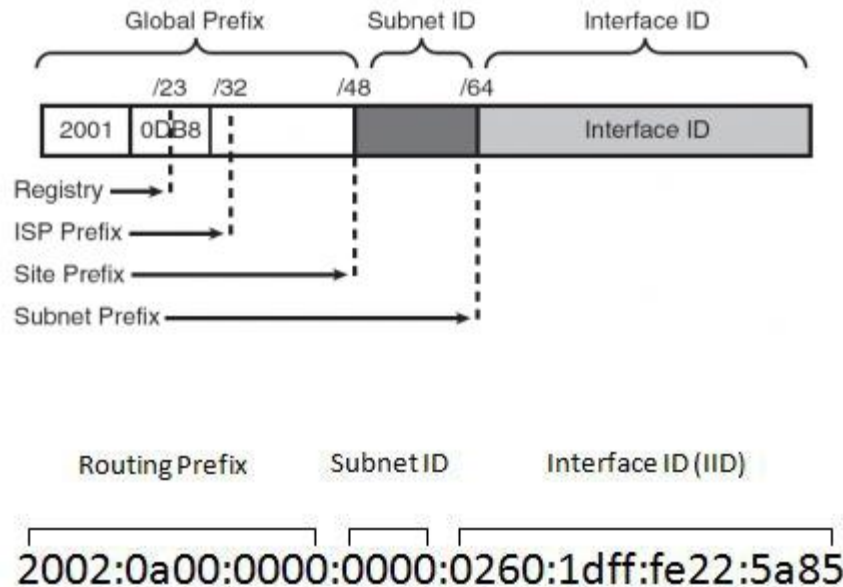 Global Prefix Subnet ID Interface ID
/23 /32 /48 /64
2001 0DB8 Interface ID
Registry
ISP Prefix
Site Prefix
Subnet Prefix
Routing Prefix Subnet ID Interface ID (IID)
2002:0a00:0000:0000:0260:1dff:fe22:5a85